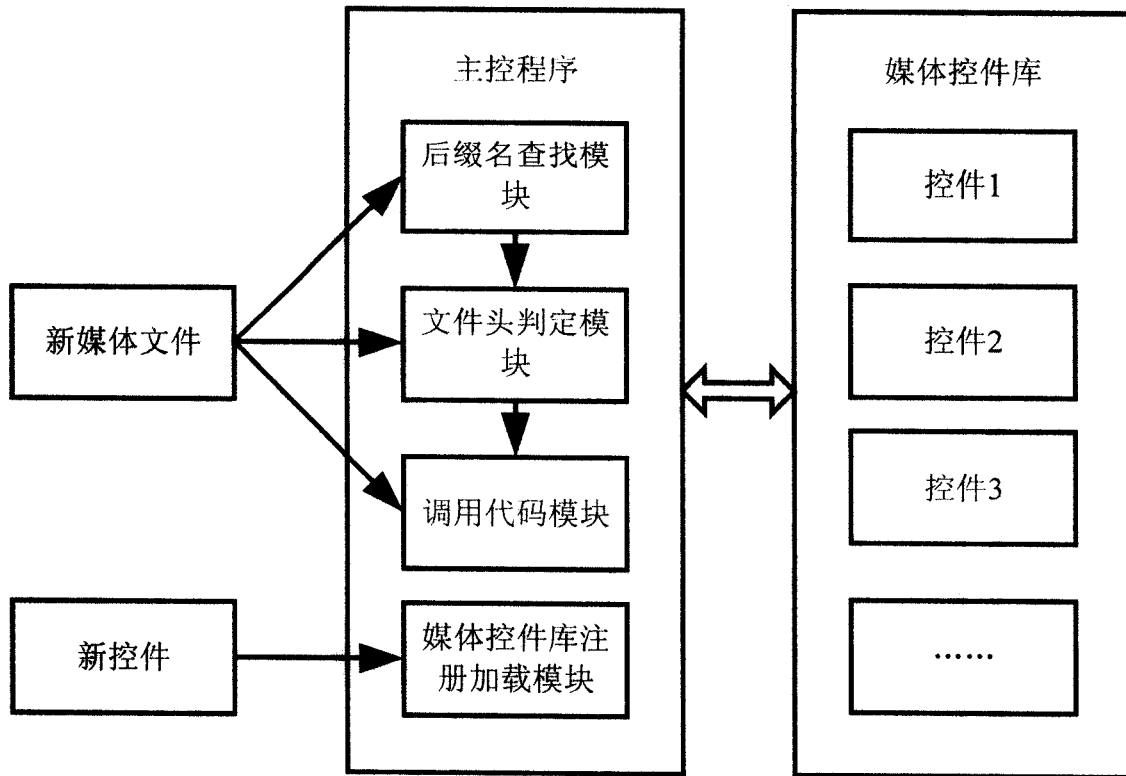 主控程序
媒体控件库
后缀名查找模
块
控件1
新媒体文件
文件头判定模
块
控件2
调用代码模块
控件3
新控件
媒体控件库注
册加载模块
……